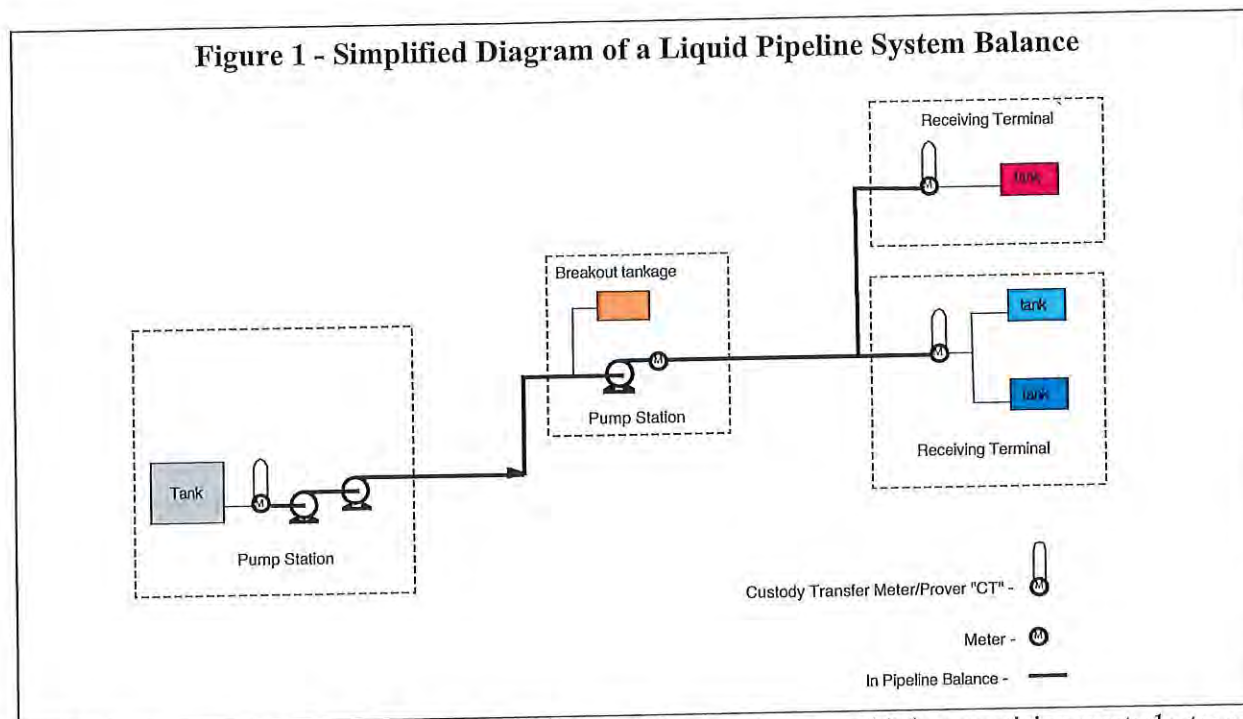 Figure 1 - Simplified Diagram of a Liquid Pipeline System Balance
Receiving Terminal
M
tank
Breakout tankage
M
Pump Station
tank
M
tank
Receiving Terminal
Tank
M
Pump Station
Custody Transfer Meter/Prover "CT" -
M
Meter -
M
In Pipeline Balance -